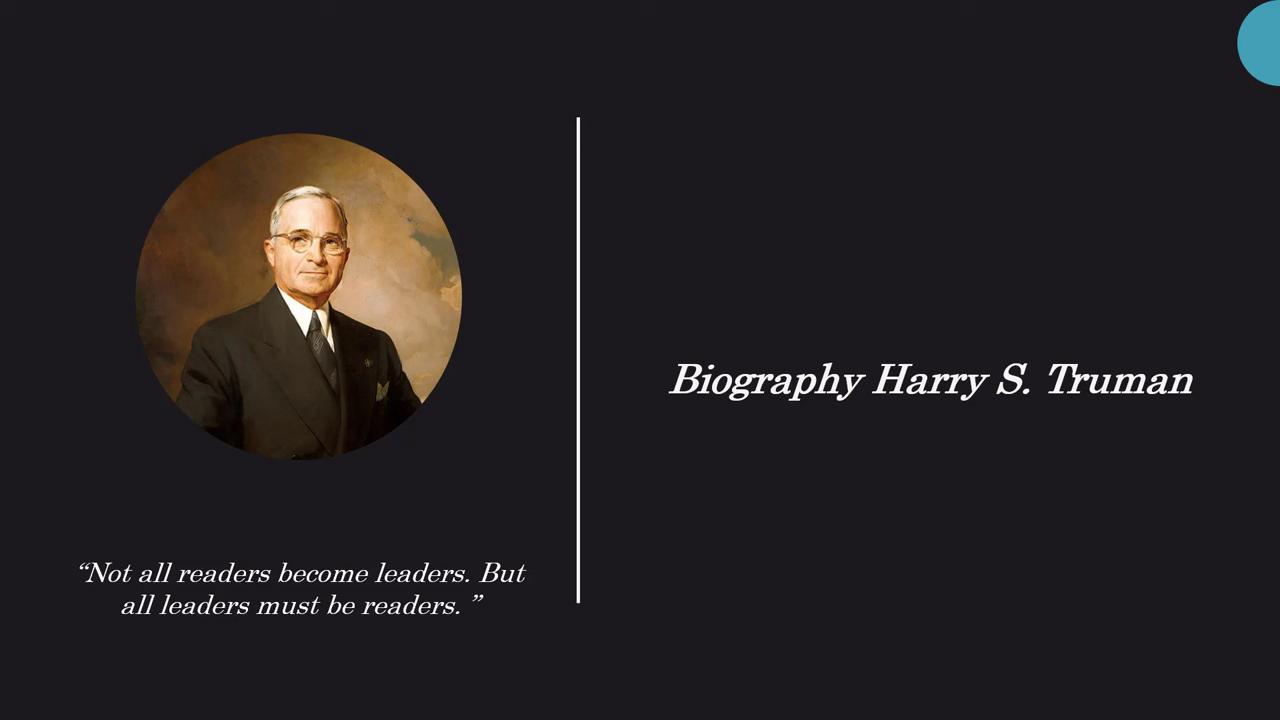 Biography Harry S. Truman
“Not all readers become leaders. But
all leaders must be readers. ”